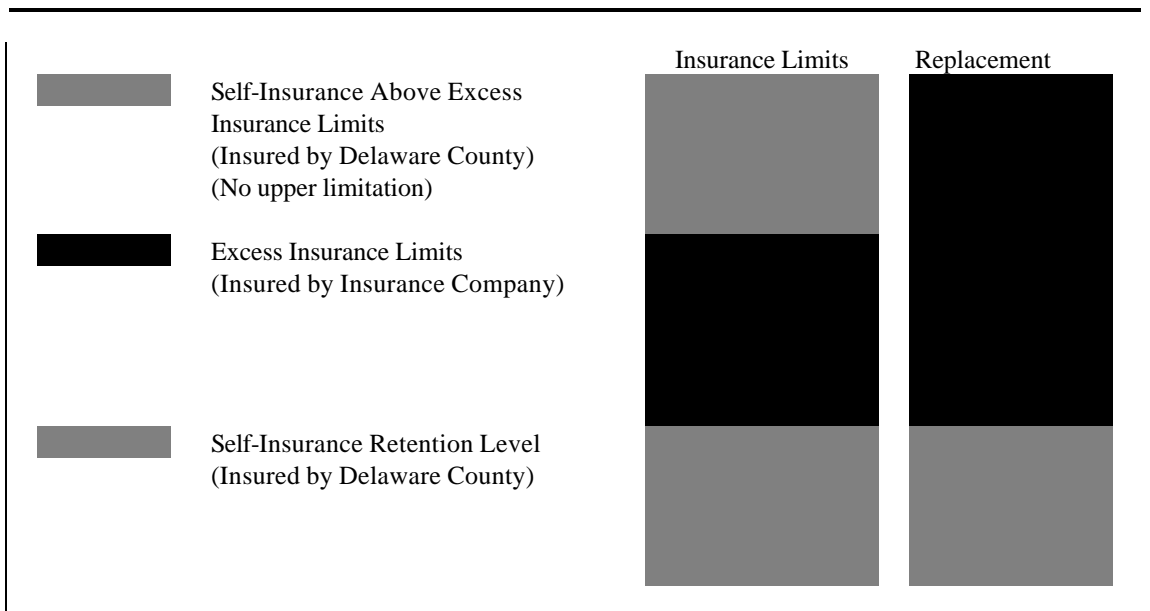 Insurance Limits
Replacement
Self-Insurance Above Excess
Insurance Limits
(Insured by Delaware County)
(No upper limitation)
Excess Insurance Limits
(Insured by Insurance Company)
Self-Insurance Retention Level
(Insured by Delaware County)